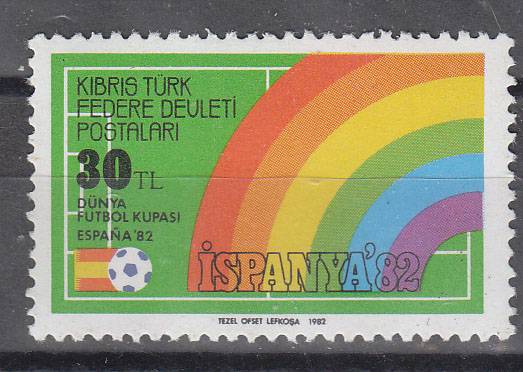 KIBRIS TÜRK
FEDERE DEVLETİ
POSTALARI
30 TL
DÜNYA
FUTBOL KUPASI
ESPAÑA'82
İSPANYA'82
TEZEL OFSET LEFKOŞA 1982